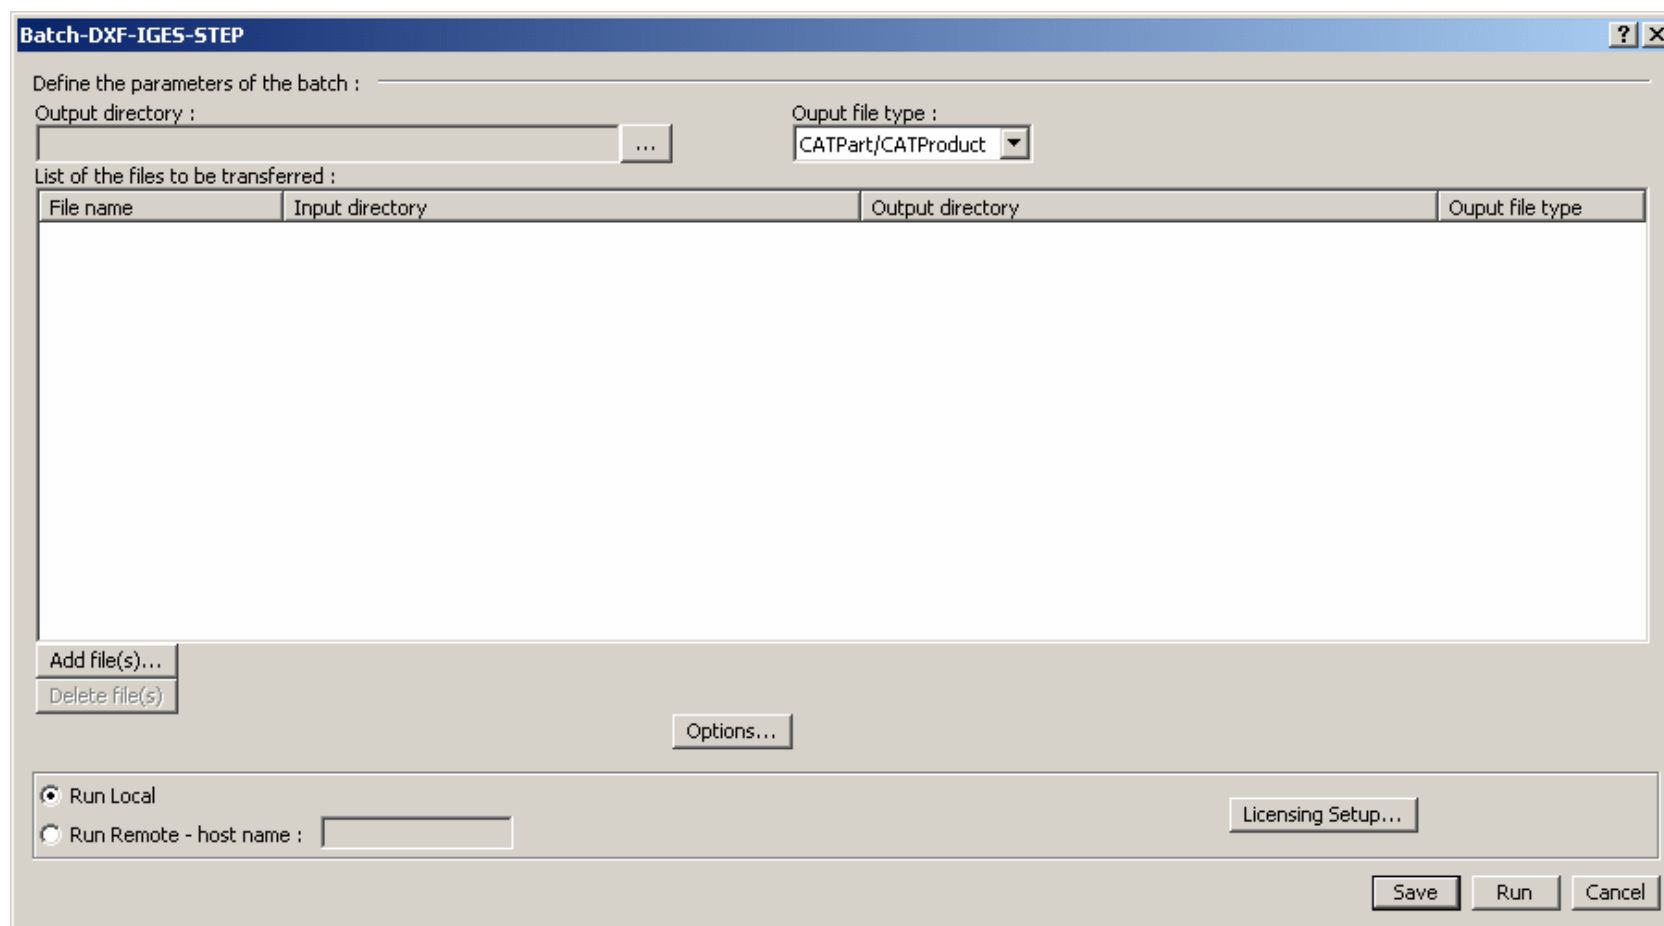 Batch-DXF-IGES-STEP
Define the parameters of the batch :
Output directory : Ouput file type :
... CATPart/CATProduct
List of the files to be transferred :
File name Input directory Output directory Ouput file type
Add file(s)...
Delete file(s)
Options...
Run Local
Licensing Setup...
Run Remote - host name :
Save Run Cancel